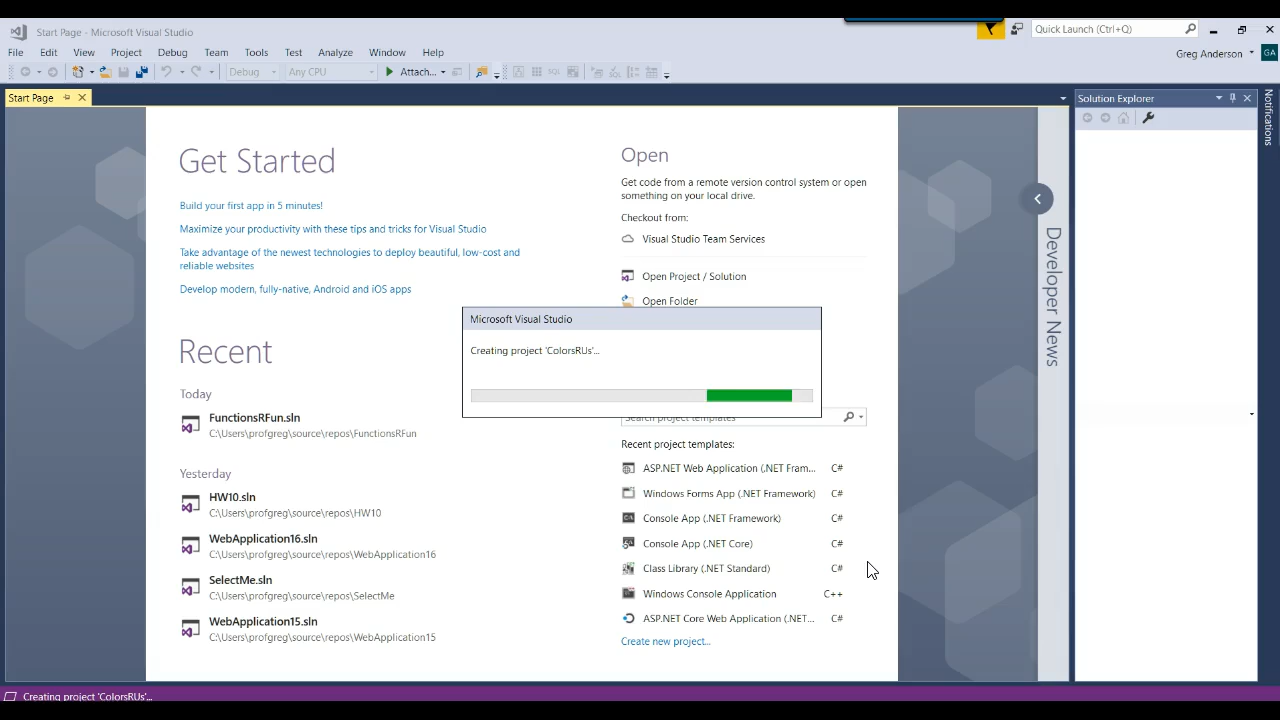 Start Page - Microsoft Visual Studio
Quick Launch (Ctrl+Q)
File Edit View Project Debug Team Tools Test Analyze Window Help
Greg Anderson GA
Debug Any CPU Attach...
Start Page
Solution Explorer
Notifications
Get Started
Build your first app in 5 minutes!
Maximize your productivity with these tips and tricks for Visual Studio
Take advantage of the newest technologies to deploy beautiful, low-cost and
reliable websites
Develop modern, fully-native, Android and iOS apps
Recent
Today
FunctionsRFun.sln
C:\Users\profgreg\source\repos\FunctionsRFun
Yesterday
HW10.sln
C:\Users\profgreg\source\repos\HW10
WebApplication16.sln
C:\Users\profgreg\source\repos\WebApplication16
SelectMe.sln
C:\Users\profgreg\source\repos\SelectMe
WebApplication15.sln
C:\Users\profgreg\source\repos\WebApplication15
Open
Get code from a remote version control system or open
something on your local drive.
Checkout from:
Visual Studio Team Services
Open Project / Solution
Open Folder
Microsoft Visual Studio
Creating project 'ColorsRUs'...
Search project templates
Recent project templates:
ASP.NET Web Application (.NET Fram... C#
Windows Forms App (.NET Framework) C#
Console App (.NET Framework) C#
Console App (.NET Core) C#
Class Library (.NET Standard) C#
Windows Console Application C++
ASP.NET Core Web Application (.NET... C#
Create new project...
Developer News
Creating project 'ColorsRUs'...